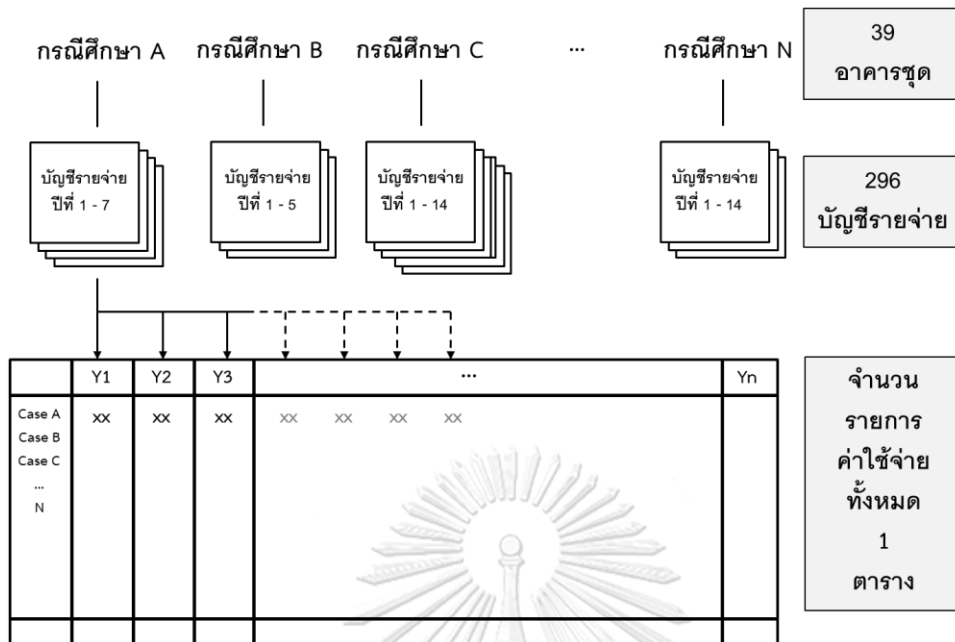 กรณีศึกษา A กรณีศึกษา B กรณีศึกษา C ... กรณีศึกษา N
39
อาคารชุด
บัญชีรายจ่าย
ปีที่ 1 - 7
บัญชีรายจ่าย
ปีที่ 1 - 5
บัญชีรายจ่าย
ปีที่ 1 - 14
บัญชีรายจ่าย
ปีที่ 1 - 14
296
บัญชีรายจ่าย
Y1 Y2 Y3 ... Yn
Case A xx xx xx xx xx xx xx
Case B
Case C
...
N
จำนวน
รายการ
ค่าใช้จ่าย
ทั้งหมด
1
ตาราง